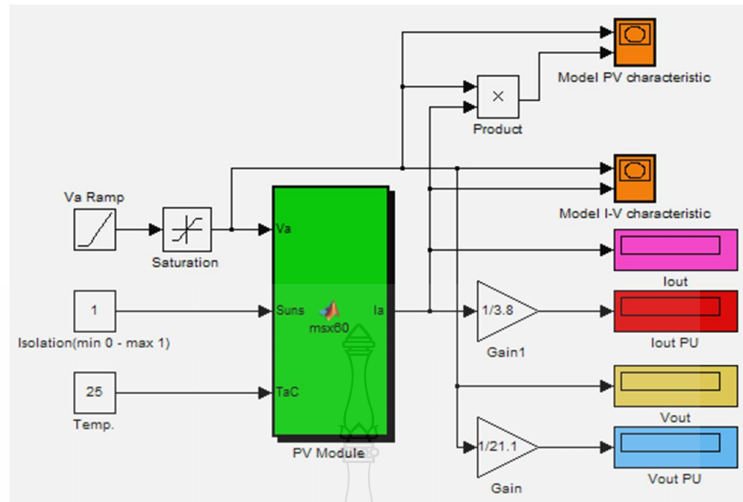 Model PV characteristic
×
Product
Va Ramp
Saturation
Model I-V characteristic
Va
Iout
1
Isolation(min 0 - max 1)
Suns
msx60
Ia
1/3.8
Gain1
Iout PU
25
Temp.
TaC
PV Module
Vout
1/21.1
Gain
Vout PU